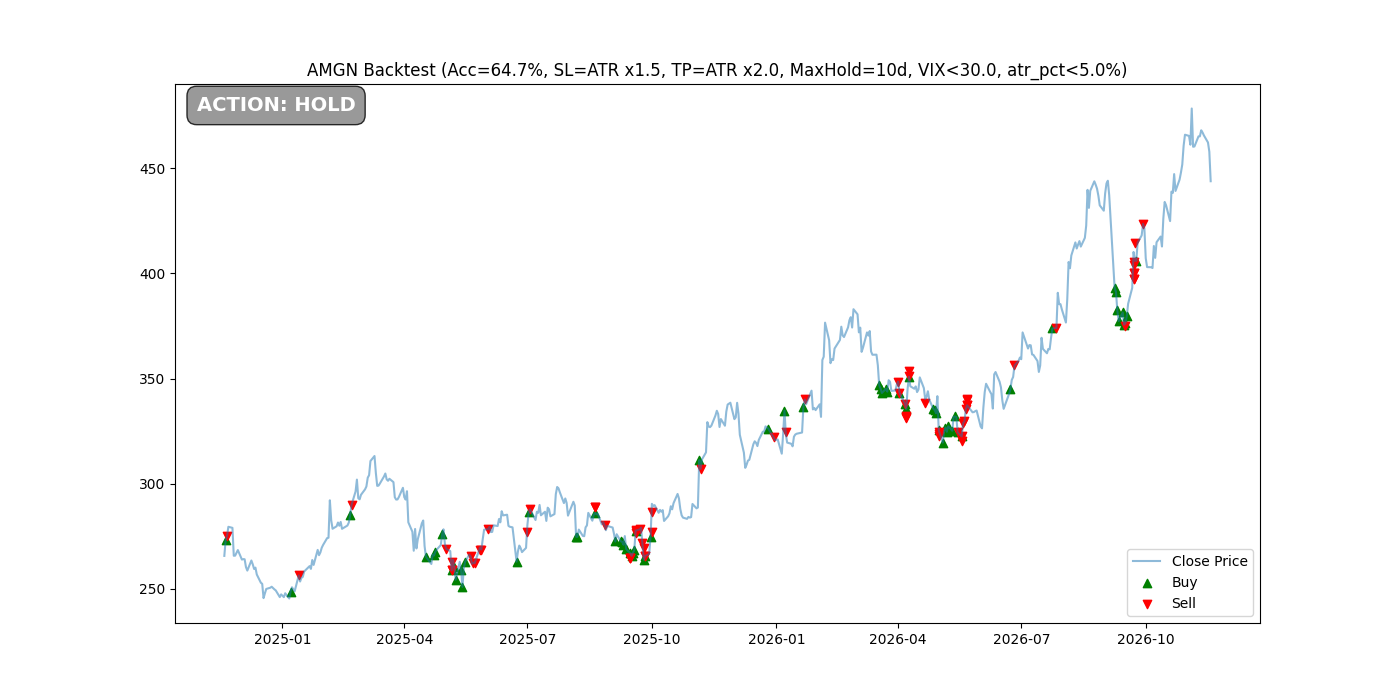 AMGN Backtest (Acc=64.7%, SL=ATR x1.5, TP=ATR x2.0, MaxHold=10d, VIX<30.0, atr_pct<5.0%)
ACTION: HOLD
450
400
350
300
250
Close Price
Buy
Sell
2025-01 2025-04 2025-07 2025-10 2026-01 2026-04 2026-07 2026-10